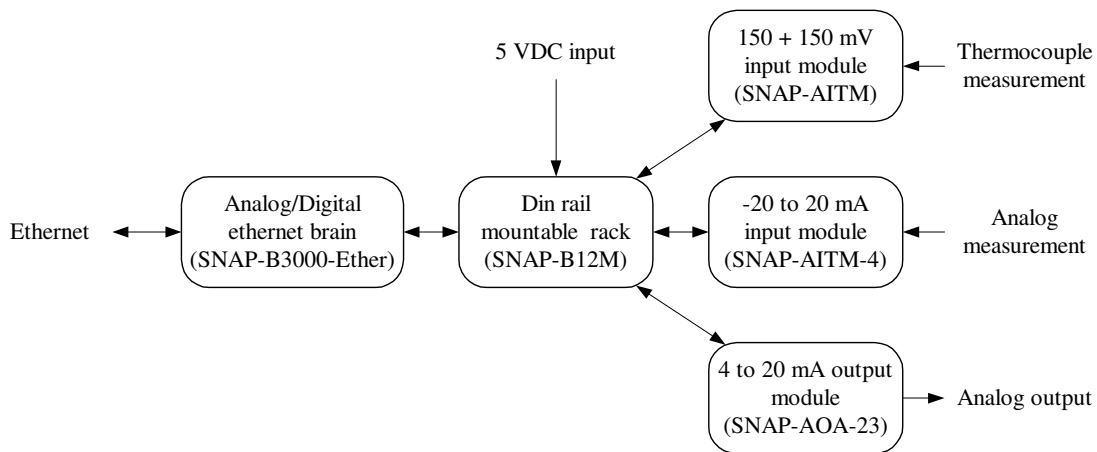 5 VDC input
150 + 150 mV
input module
(SNAP-AITM)
Thermocouple
measurement
Ethernet
Analog/Digital
ethernet brain
(SNAP-B3000-Ether)
Din rail
mountable rack
(SNAP-B12M)
-20 to 20 mA
input module
(SNAP-AITM-4)
Analog
measurement
4 to 20 mA output
module
(SNAP-AOA-23)
Analog output